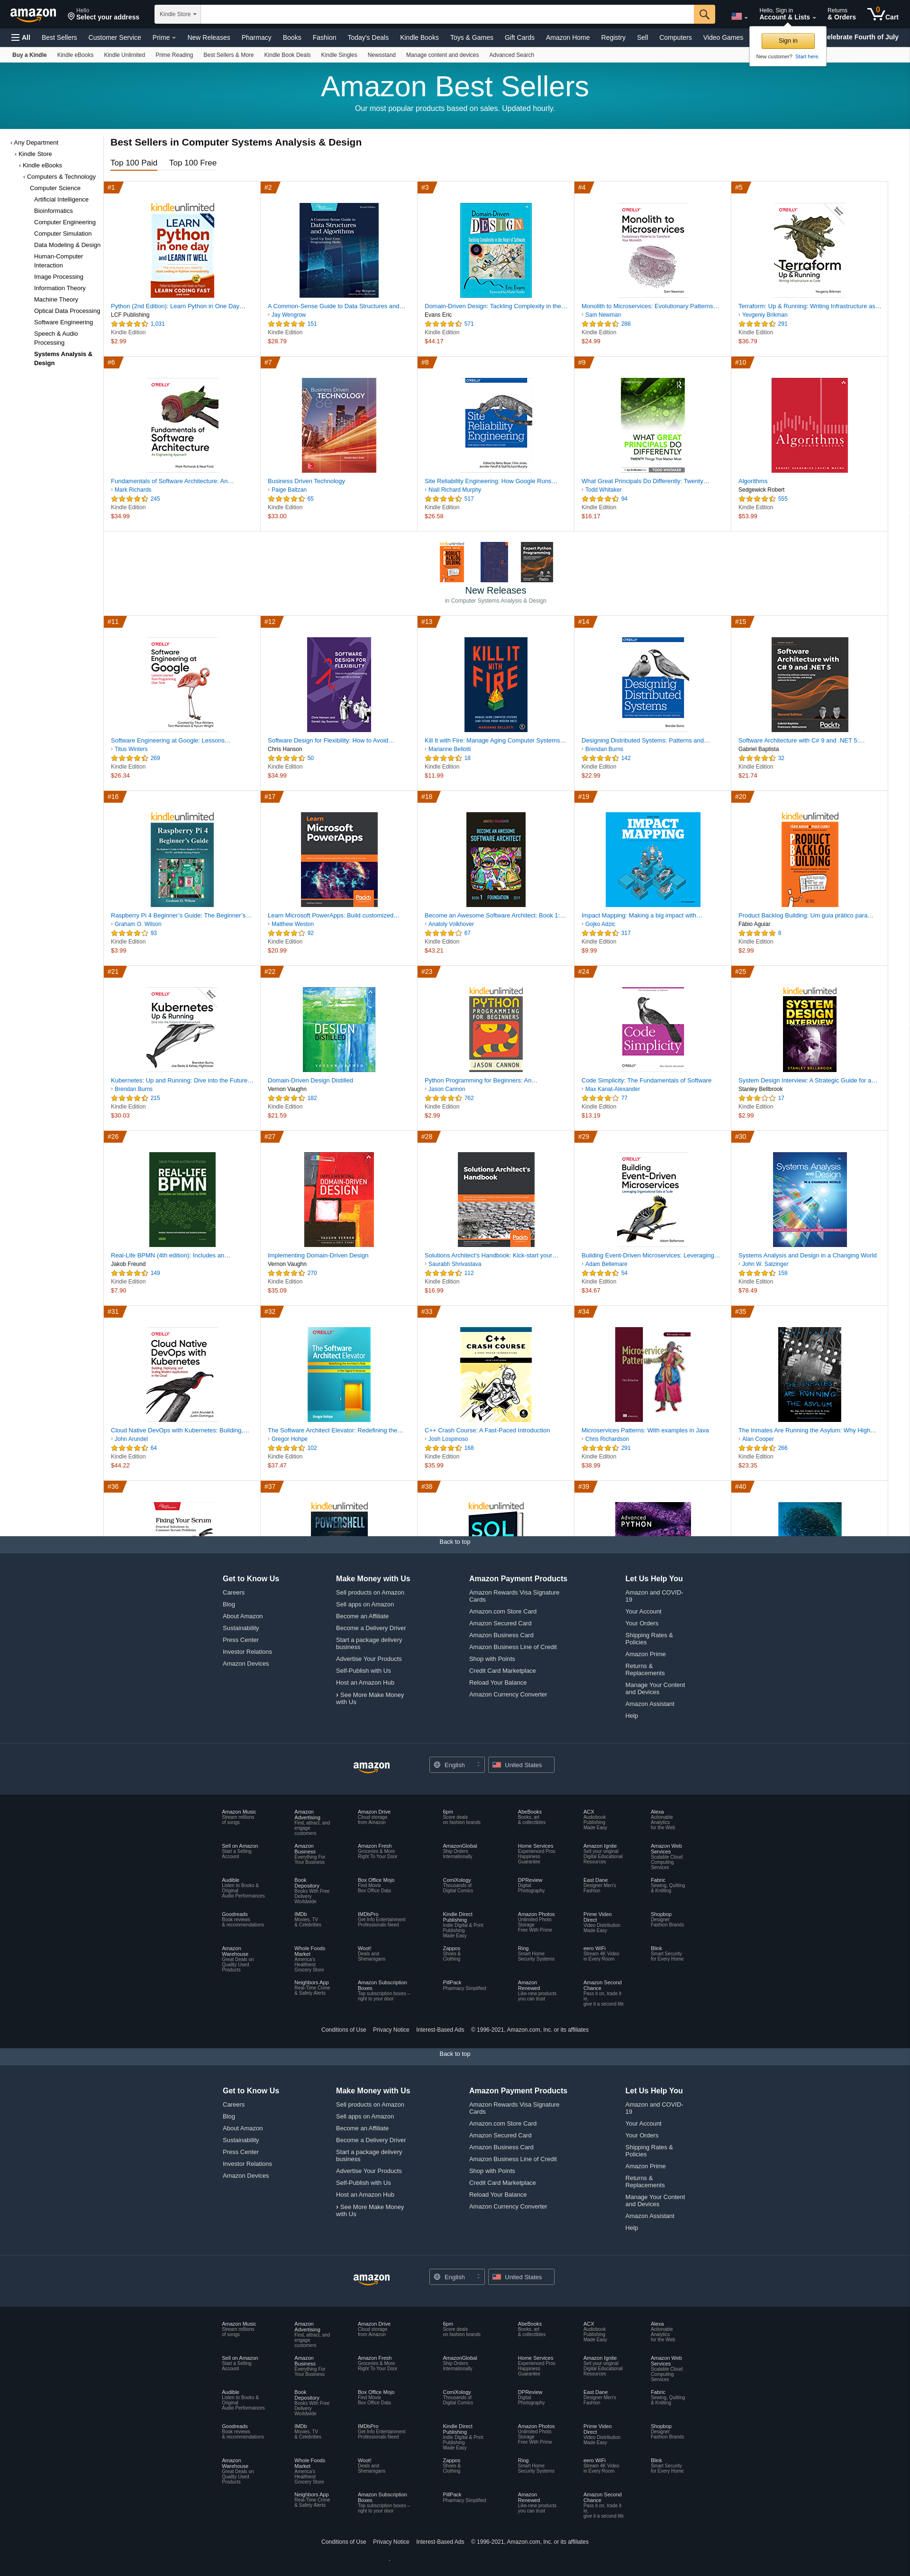 amazon
Hello
Select your address
Kindle Store
Hello, Sign in
Account & Lists
Returns
& Orders
0
Cart
All
Best Sellers
Customer Service
Prime
New Releases
Pharmacy
Books
Fashion
Today's Deals
Kindle Books
Toys & Games
Gift Cards
Amazon Home
Registry
Sell
Computers
Video Games
elebrate Fourth of July
Sign in
New customer? Start here.
Buy a Kindle
Kindle eBooks
Kindle Unlimited
Prime Reading
Best Sellers & More
Kindle Book Deals
Kindle Singles
Newsstand
Manage content and devices
Advanced Search
Amazon Best Sellers
Our most popular products based on sales. Updated hourly.
‹ Any Department
‹ Kindle Store
‹ Kindle eBooks
‹ Computers & Technology
Computer Science
Artificial Intelligence
Bioinformatics
Computer Engineering
Computer Simulation
Data Modeling & Design
Human-Computer
Interaction
Image Processing
Information Theory
Machine Theory
Optical Data Processing
Software Engineering
Speech & Audio
Processing
Systems Analysis &
Design
Best Sellers in Computer Systems Analysis & Design
Top 100 Paid
Top 100 Free
#1
Python (2nd Edition): Learn Python in One Day…
LCF Publishing
1,031
Kindle Edition
$2.99
#2
A Common-Sense Guide to Data Structures and…
Jay Wengrow
151
Kindle Edition
$28.79
#3
Domain-Driven Design: Tackling Complexity in the…
Evans Eric
571
Kindle Edition
$44.17
#4
Monolith to Microservices: Evolutionary Patterns…
Sam Newman
288
Kindle Edition
$24.99
#5
Terraform: Up & Running: Writing Infrastructure as…
Yevgeniy Brikman
291
Kindle Edition
$36.79
#6
Fundamentals of Software Architecture: An…
Mark Richards
245
Kindle Edition
$34.99
#7
Business Driven Technology
Paige Baltzan
65
Kindle Edition
$33.00
#8
Site Reliability Engineering: How Google Runs…
Niall Richard Murphy
517
Kindle Edition
$26.58
#9
What Great Principals Do Differently: Twenty…
Todd Whitaker
94
Kindle Edition
$16.17
#10
Algorithms
Sedgewick Robert
555
Kindle Edition
$53.99
New Releases
in Computer Systems Analysis & Design
#11
Software Engineering at Google: Lessons…
Titus Winters
269
Kindle Edition
$26.34
#12
Software Design for Flexibility: How to Avoid…
Chris Hanson
50
Kindle Edition
$34.99
#13
Kill It with Fire: Manage Aging Computer Systems…
Marianne Bellotti
18
Kindle Edition
$11.99
#14
Designing Distributed Systems: Patterns and…
Brendan Burns
142
Kindle Edition
$22.99
#15
Software Architecture with C# 9 and .NET 5:…
Gabriel Baptista
32
Kindle Edition
$21.74
#16
Raspberry Pi 4 Beginner's Guide: The Beginner's…
Graham O. Wilson
93
Kindle Edition
$3.99
#17
Learn Microsoft PowerApps: Build customized…
Matthew Weston
92
Kindle Edition
$20.99
#18
Become an Awesome Software Architect: Book 1:…
Anatoly Volkhover
67
Kindle Edition
$43.21
#19
Impact Mapping: Making a big impact with…
Gojko Adzic
317
Kindle Edition
$9.99
#20
Product Backlog Building: Um guia prático para…
Fábio Aguiar
8
Kindle Edition
$2.99
#21
Kubernetes: Up and Running: Dive into the Future…
Brendan Burns
215
Kindle Edition
$30.03
#22
Domain-Driven Design Distilled
Vernon Vaughn
182
Kindle Edition
$21.59
#23
Python Programming for Beginners: An…
Jason Cannon
762
Kindle Edition
$2.99
#24
Code Simplicity: The Fundamentals of Software
Max Kanat-Alexander
77
Kindle Edition
$13.19
#25
System Design Interview: A Strategic Guide for a…
Stanley Bellbrook
17
Kindle Edition
$2.99
#26
Real-Life BPMN (4th edition): Includes an…
Jakob Freund
149
Kindle Edition
$7.90
#27
Implementing Domain-Driven Design
Vernon Vaughn
270
Kindle Edition
$35.09
#28
Solutions Architect's Handbook: Kick-start your…
Saurabh Shrivastava
112
Kindle Edition
$16.99
#29
Building Event-Driven Microservices: Leveraging…
Adam Bellemare
54
Kindle Edition
$34.67
#30
Systems Analysis and Design in a Changing World
John W. Satzinger
158
Kindle Edition
$78.49
#31
Cloud Native DevOps with Kubernetes: Building,…
John Arundel
64
Kindle Edition
$44.22
#32
The Software Architect Elevator: Redefining the…
Gregor Hohpe
102
Kindle Edition
$37.47
#33
C++ Crash Course: A Fast-Paced Introduction
Josh Lospinoso
168
Kindle Edition
$35.99
#34
Microservices Patterns: With examples in Java
Chris Richardson
291
Kindle Edition
$38.99
#35
The Inmates Are Running the Asylum: Why High…
Alan Cooper
266
Kindle Edition
$23.35
#36
Fixing Your Scrum
#37
kindleunlimited
POWERSHELL
#38
kindleunlimited
SQL
#39
ADVANCED
PYTHON
#40
Back to top
Get to Know Us
Careers
Blog
About Amazon
Sustainability
Press Center
Investor Relations
Amazon Devices
Make Money with Us
Sell products on Amazon
Sell apps on Amazon
Become an Affiliate
Become a Delivery Driver
Start a package delivery
business
Advertise Your Products
Self-Publish with Us
Host an Amazon Hub
› See More Make Money
with Us
Amazon Payment Products
Amazon Rewards Visa Signature
Cards
Amazon.com Store Card
Amazon Secured Card
Amazon Business Card
Amazon Business Line of Credit
Shop with Points
Credit Card Marketplace
Reload Your Balance
Amazon Currency Converter
Let Us Help You
Amazon and COVID-
19
Your Account
Your Orders
Shipping Rates &
Policies
Amazon Prime
Returns &
Replacements
Manage Your Content
and Devices
Amazon Assistant
Help
amazon
English
United States
Amazon Music
Stream millions
of songs
Amazon
Advertising
Find, attract, and
engage
customers
Amazon Drive
Cloud storage
from Amazon
6pm
Score deals
on fashion brands
AbeBooks
Books, art
& collectibles
ACX
Audiobook
Publishing
Made Easy
Alexa
Actionable
Analytics
for the Web
Sell on Amazon
Start a Selling
Account
Amazon
Business
Everything For
Your Business
Amazon Fresh
Groceries & More
Right To Your Door
AmazonGlobal
Ship Orders
Internationally
Home Services
Experienced Pros
Happiness
Guarantee
Amazon Ignite
Sell your original
Digital Educational
Resources
Amazon Web
Services
Scalable Cloud
Computing
Services
Audible
Listen to Books &
Original
Audio Performances
Book
Depository
Books With Free
Delivery
Worldwide
Box Office Mojo
Find Movie
Box Office Data
ComiXology
Thousands of
Digital Comics
DPReview
Digital
Photography
East Dane
Designer Men's
Fashion
Fabric
Sewing, Quilting
& Knitting
Goodreads
Book reviews
& recommendations
IMDb
Movies, TV
& Celebrities
IMDbPro
Get Info Entertainment
Professionals Need
Kindle Direct
Publishing
Indie Digital & Print
Publishing
Made Easy
Amazon Photos
Unlimited Photo
Storage
Free With Prime
Prime Video
Direct
Video Distribution
Made Easy
Shopbop
Designer
Fashion Brands
Amazon
Warehouse
Great Deals on
Quality Used
Products
Whole Foods
Market
America's
Healthiest
Grocery Store
Woot!
Deals and
Shenanigans
Zappos
Shoes &
Clothing
Ring
Smart Home
Security Systems
eero WiFi
Stream 4K Video
in Every Room
Blink
Smart Security
for Every Home
Neighbors App
Real-Time Crime
& Safety Alerts
Amazon Subscription
Boxes
Top subscription boxes –
right to your door
PillPack
Pharmacy Simplified
Amazon
Renewed
Like-new products
you can trust
Amazon Second
Chance
Pass it on, trade it
in,
give it a second life
Conditions of Use
Privacy Notice
Interest-Based Ads
© 1996-2021, Amazon.com, Inc. or its affiliates
Back to top
Get to Know Us
Careers
Blog
About Amazon
Sustainability
Press Center
Investor Relations
Amazon Devices
Make Money with Us
Sell products on Amazon
Sell apps on Amazon
Become an Affiliate
Become a Delivery Driver
Start a package delivery
business
Advertise Your Products
Self-Publish with Us
Host an Amazon Hub
› See More Make Money
with Us
Amazon Payment Products
Amazon Rewards Visa Signature
Cards
Amazon.com Store Card
Amazon Secured Card
Amazon Business Card
Amazon Business Line of Credit
Shop with Points
Credit Card Marketplace
Reload Your Balance
Amazon Currency Converter
Let Us Help You
Amazon and COVID-
19
Your Account
Your Orders
Shipping Rates &
Policies
Amazon Prime
Returns &
Replacements
Manage Your Content
and Devices
Amazon Assistant
Help
amazon
English
United States
Amazon Music
Stream millions
of songs
Amazon
Advertising
Find, attract, and
engage
customers
Amazon Drive
Cloud storage
from Amazon
6pm
Score deals
on fashion brands
AbeBooks
Books, art
& collectibles
ACX
Audiobook
Publishing
Made Easy
Alexa
Actionable
Analytics
for the Web
Sell on Amazon
Start a Selling
Account
Amazon
Business
Everything For
Your Business
Amazon Fresh
Groceries & More
Right To Your Door
AmazonGlobal
Ship Orders
Internationally
Home Services
Experienced Pros
Happiness
Guarantee
Amazon Ignite
Sell your original
Digital Educational
Resources
Amazon Web
Services
Scalable Cloud
Computing
Services
Audible
Listen to Books &
Original
Audio Performances
Book
Depository
Books With Free
Delivery
Worldwide
Box Office Mojo
Find Movie
Box Office Data
ComiXology
Thousands of
Digital Comics
DPReview
Digital
Photography
East Dane
Designer Men's
Fashion
Fabric
Sewing, Quilting
& Knitting
Goodreads
Book reviews
& recommendations
IMDb
Movies, TV
& Celebrities
IMDbPro
Get Info Entertainment
Professionals Need
Kindle Direct
Publishing
Indie Digital & Print
Publishing
Made Easy
Amazon Photos
Unlimited Photo
Storage
Free With Prime
Prime Video
Direct
Video Distribution
Made Easy
Shopbop
Designer
Fashion Brands
Amazon
Warehouse
Great Deals on
Quality Used
Products
Whole Foods
Market
America's
Healthiest
Grocery Store
Woot!
Deals and
Shenanigans
Zappos
Shoes &
Clothing
Ring
Smart Home
Security Systems
eero WiFi
Stream 4K Video
in Every Room
Blink
Smart Security
for Every Home
Neighbors App
Real-Time Crime
& Safety Alerts
Amazon Subscription
Boxes
Top subscription boxes –
right to your door
PillPack
Pharmacy Simplified
Amazon
Renewed
Like-new products
you can trust
Amazon Second
Chance
Pass it on, trade it
in,
give it a second life
Conditions of Use
Privacy Notice
Interest-Based Ads
© 1996-2021, Amazon.com, Inc. or its affiliates